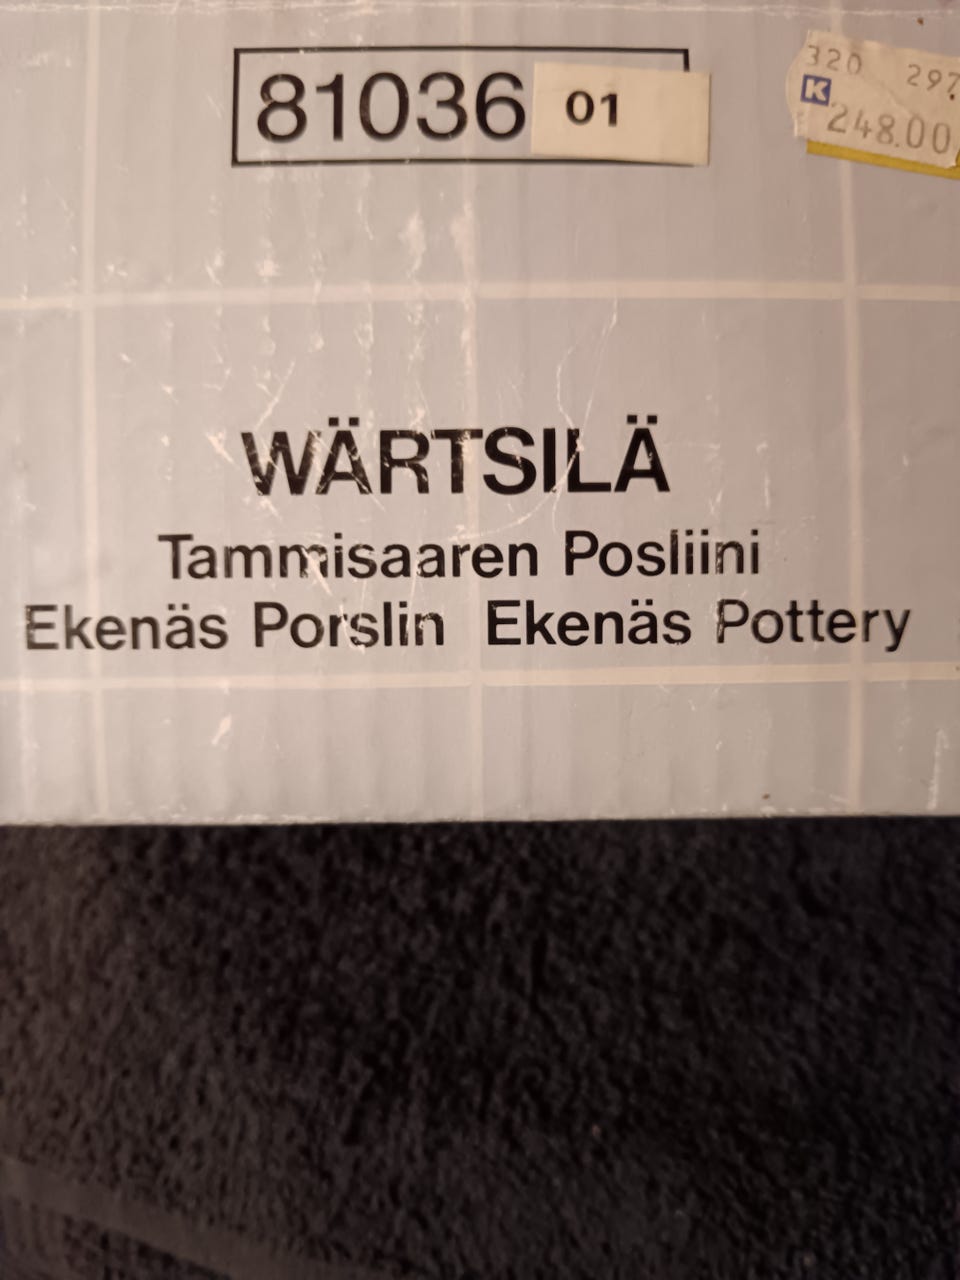 81036 01
320 297
K
248.00
WÄRTSILÄ
Tammisaaren Posliini
Ekenäs Porslin Ekenäs Pottery